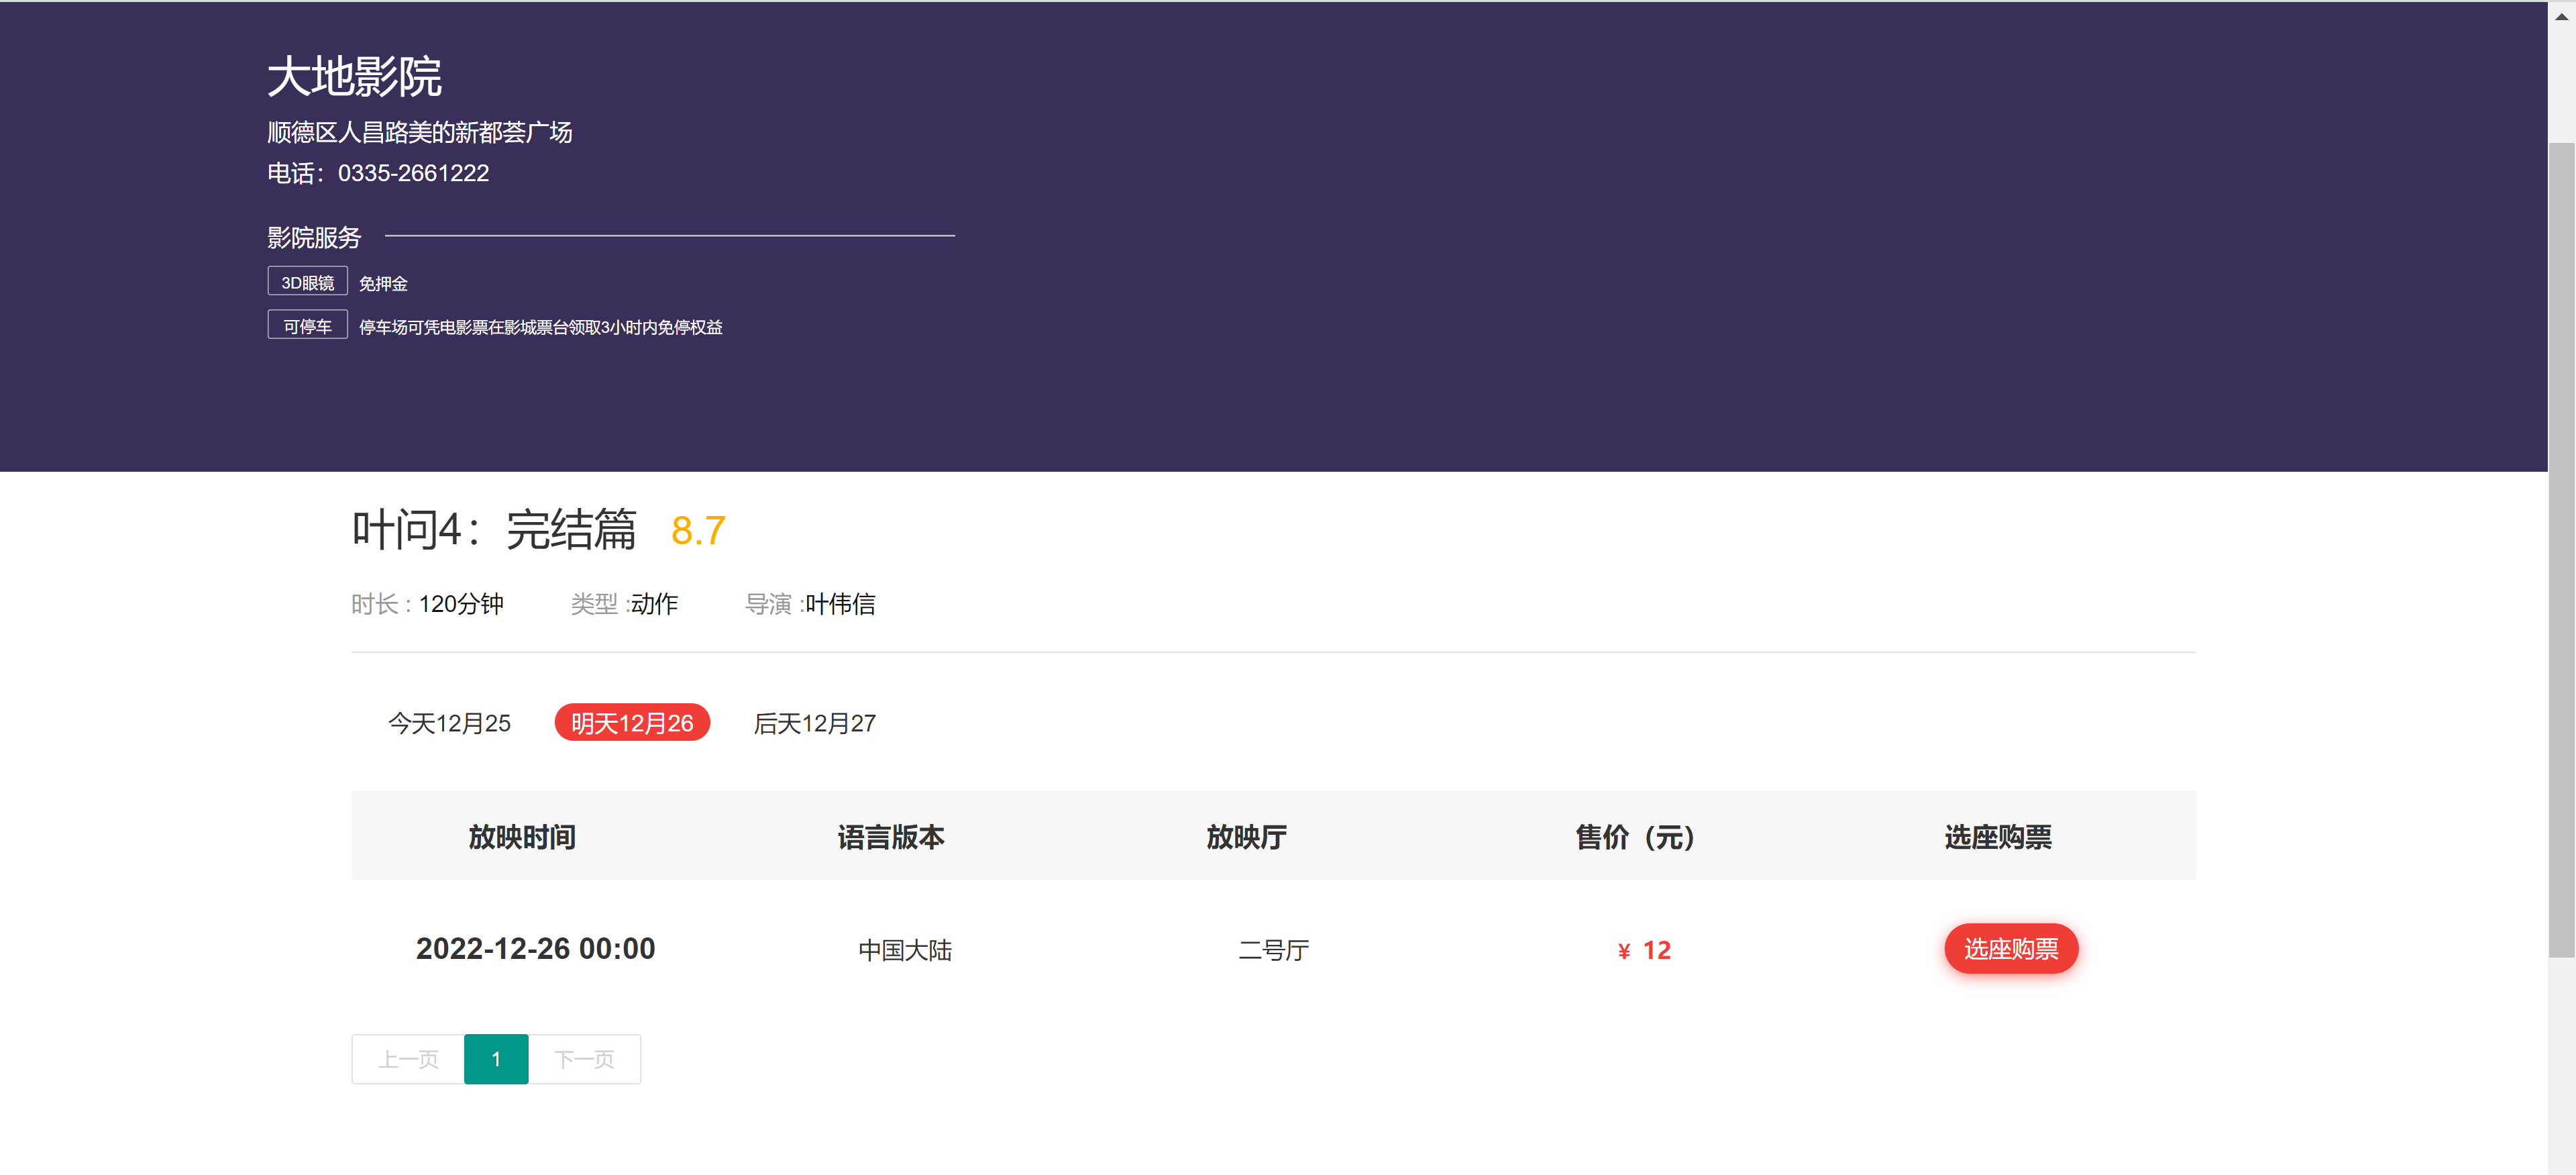 大地影院
顺德区人昌路美的新都荟广场
电话：0335-2661222
影院服务
3D眼镜 免押金
可停车 停车场可凭电影票在影城票台领取3小时内免停权益
叶问4：完结篇 8.7
时长 : 120分钟 类型 :动作 导演 :叶伟信
今天12月25 明天12月26 后天12月27
放映时间 语言版本 放映厅 售价（元） 选座购票
2022-12-26 00:00 中国大陆 二号厅 ¥ 12 选座购票
上一页 1 下一页